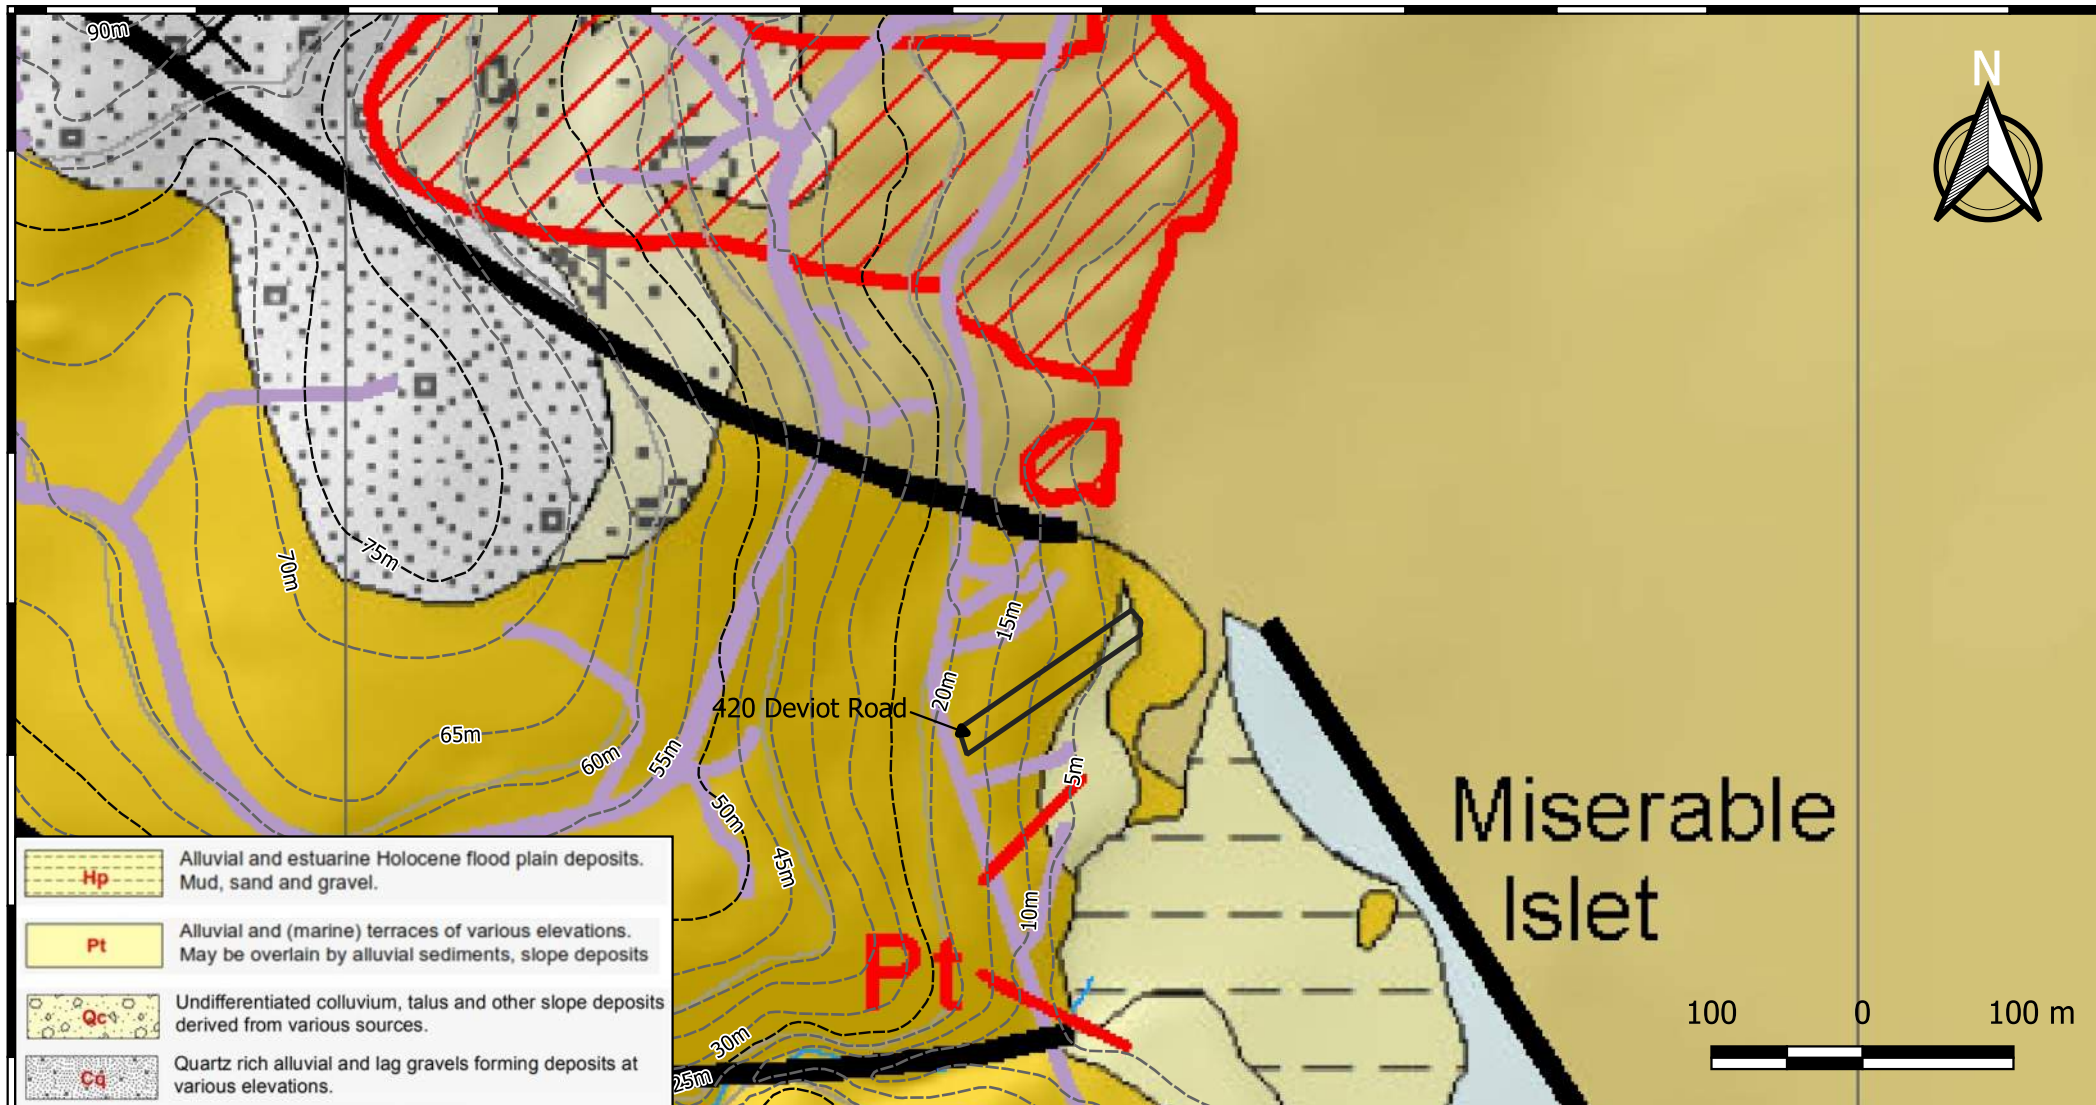 90m
N
75m
70m
15m
20m
420 Deviot Road
65m
60m
55m
5m
50m
45m
Miserable
Islet
10m
Pt
30m
25m
100 0 100 m
Hp
Alluvial and estuarine Holocene flood plain deposits.
Mud, sand and gravel.
Pt
Alluvial and (marine) terraces of various elevations.
May be overlain by alluvial sediments, slope deposits
Qc
Undifferentiated colluvium, talus and other slope deposits
derived from various sources.
Cq
Quartz rich alluvial and lag gravels forming deposits at
various elevations.